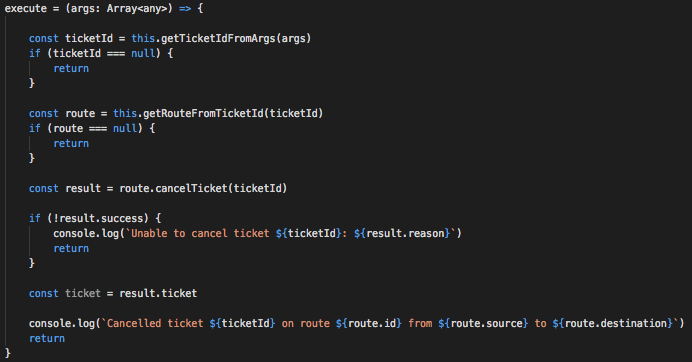 execute = (args: Array<any>) => {
const ticketId = this.getTicketIdFromArgs(args)
if (ticketId === null) {
return
}
const route = this.getRouteFromTicketId(ticketId)
if (route === null) {
return
}
const result = route.cancelTicket(ticketId)
if (!result.success) {
console.log(`Unable to cancel ticket ${ticketId}: ${result.reason}`)
return
}
const ticket = result.ticket
console.log(`Cancelled ticket ${ticketId} on route ${route.id} from ${route.source} to ${route.destination}`)
return
}